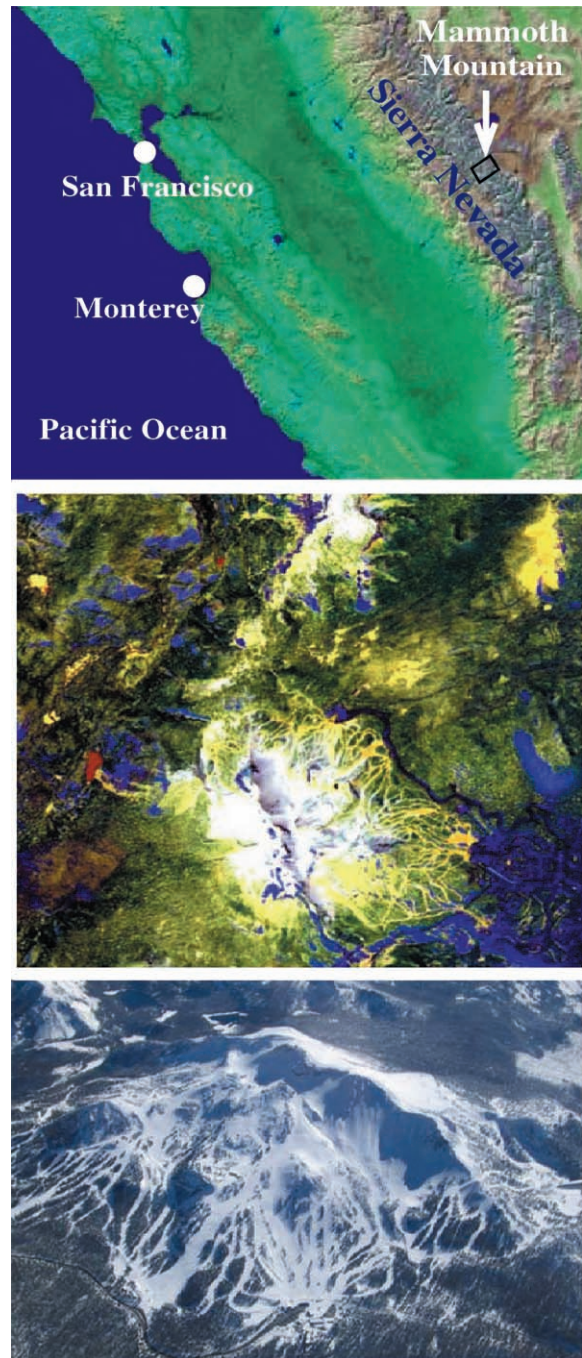 Mammoth
Mountain
Sierra Nevada
San Francisco
Monterey
Pacific Ocean